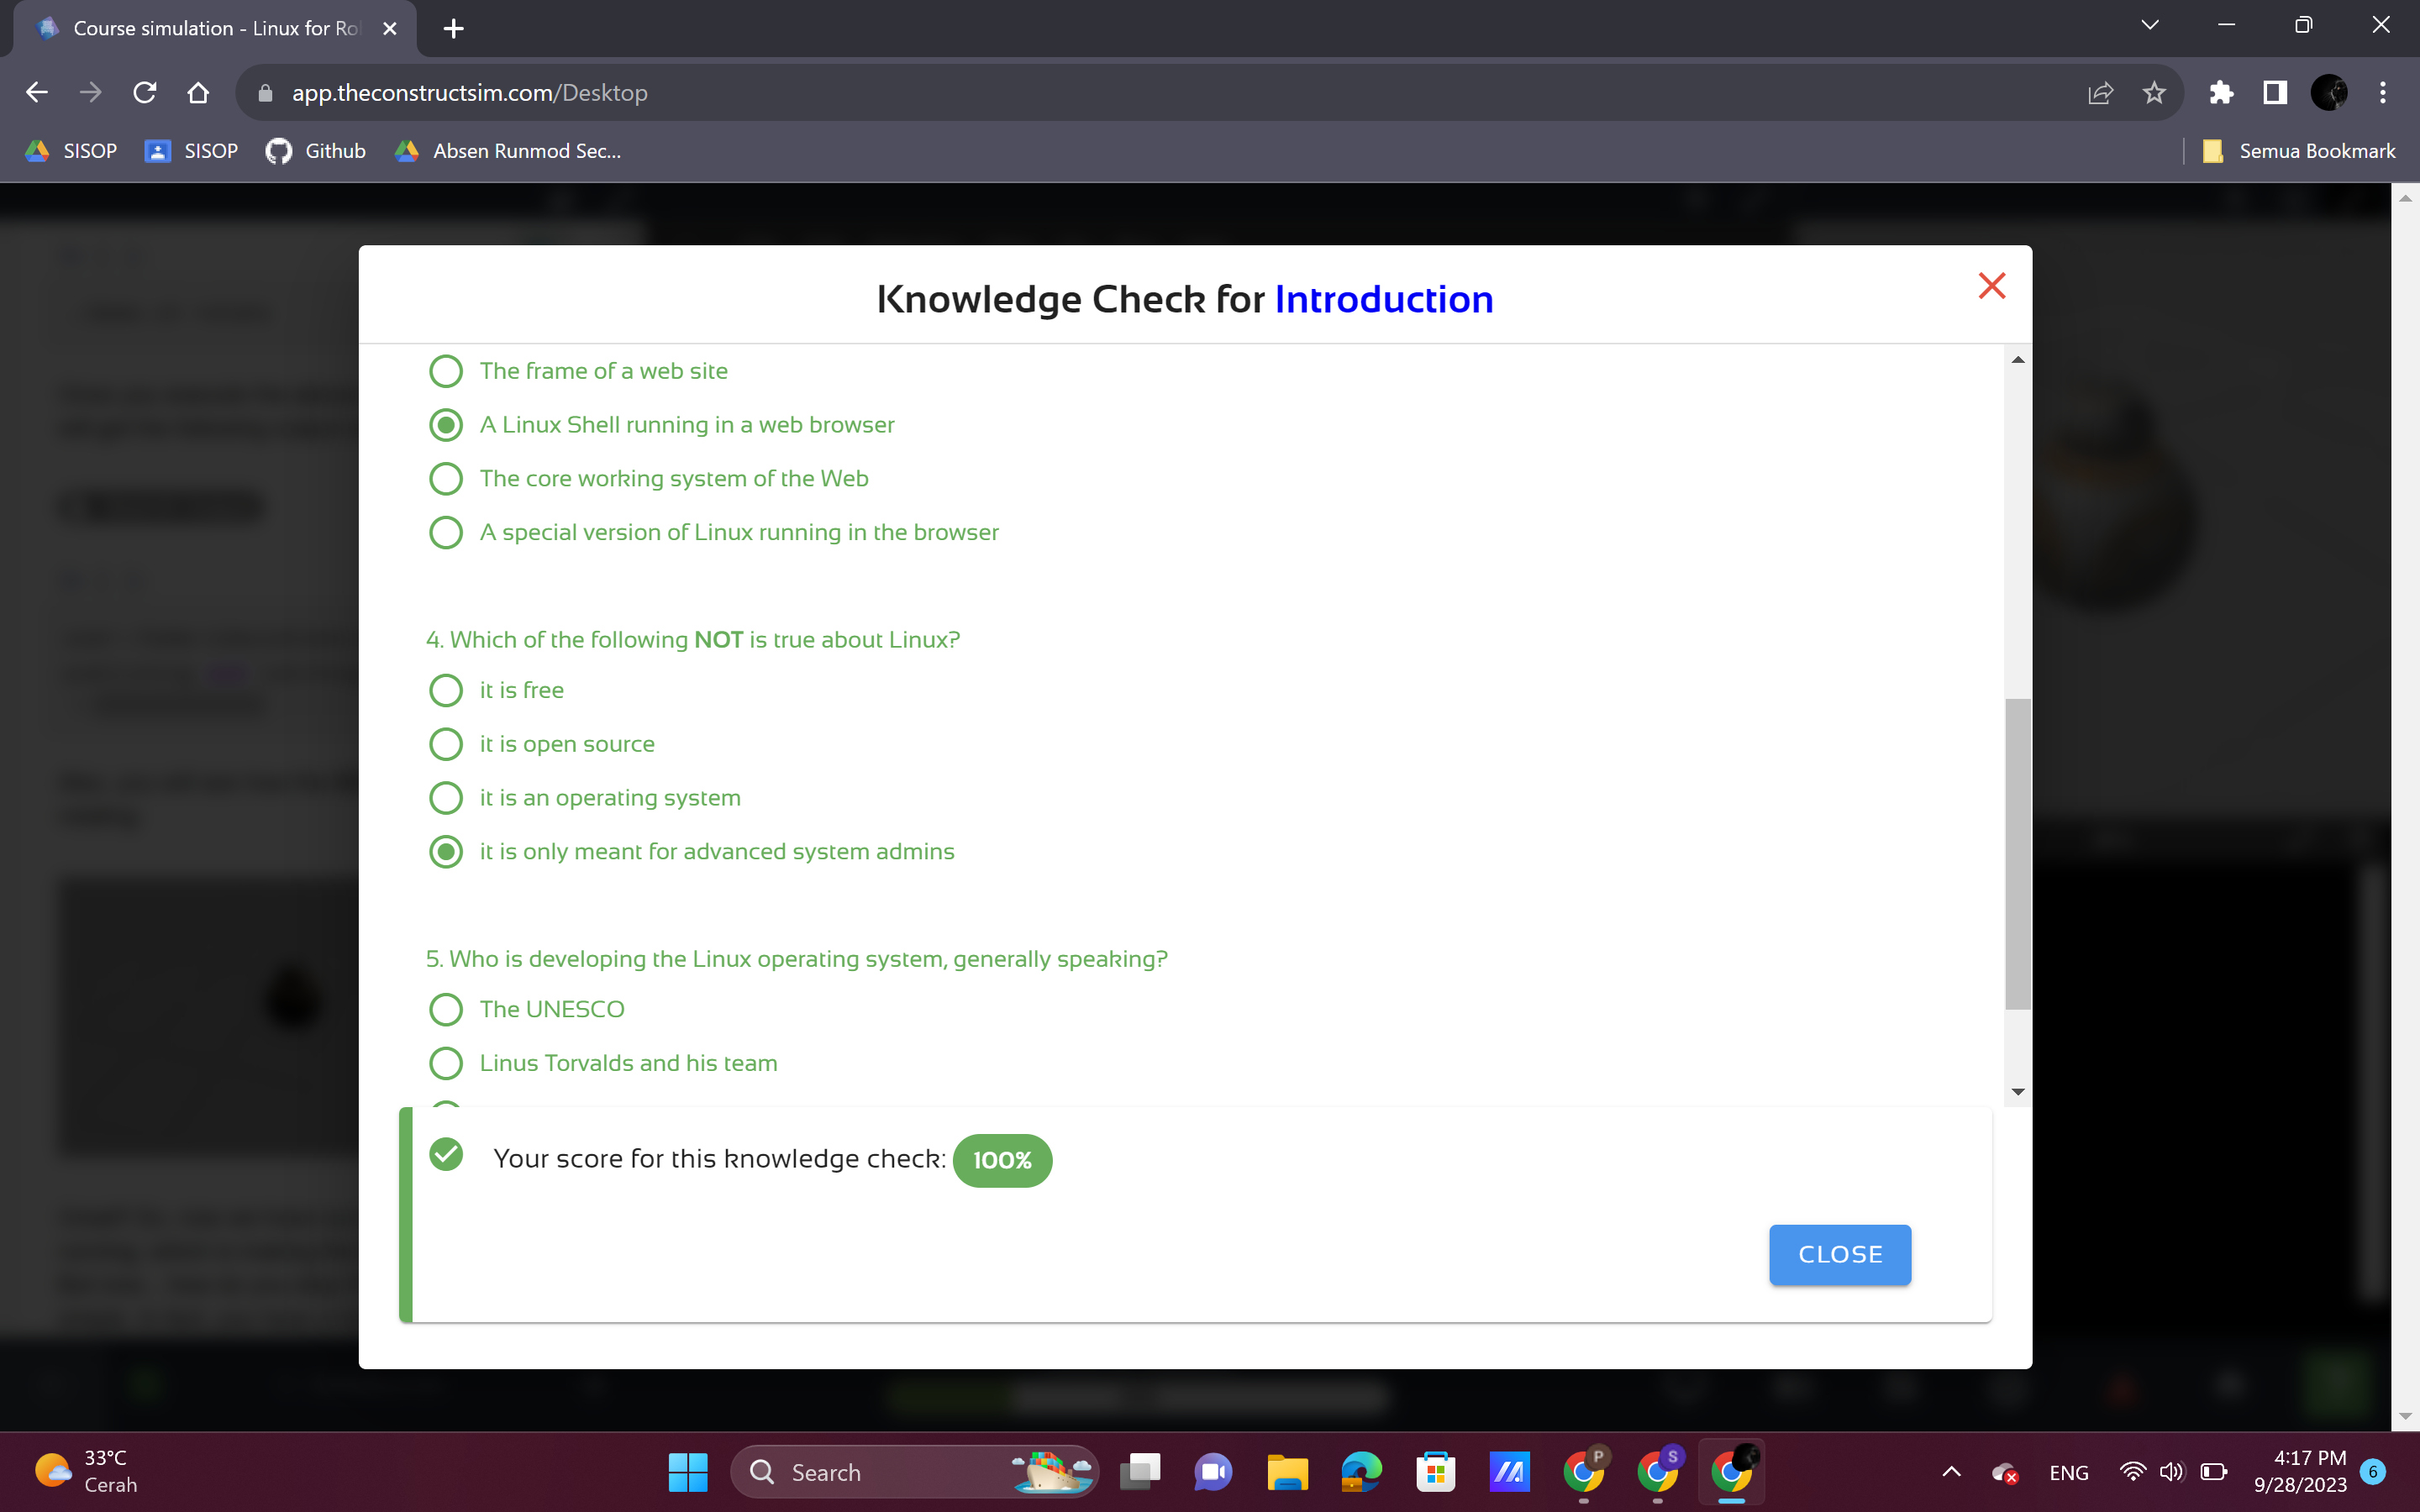 Course simulation - Linux for Ro
app.theconstructsim.com/Desktop
SISOP
SISOP
Github
Absen Runmod Sec...
Semua Bookmark
Knowledge Check for Introduction
The frame of a web site
A Linux Shell running in a web browser
The core working system of the Web
A special version of Linux running in the browser
4. Which of the following NOT is true about Linux?
it is free
it is open source
it is an operating system
it is only meant for advanced system admins
5. Who is developing the Linux operating system, generally speaking?
The UNESCO
Linus Torvalds and his team
Your score for this knowledge check: 100%
CLOSE
33°C
Cerah
Search
P
S
ENG
4:17 PM
9/28/2023
6